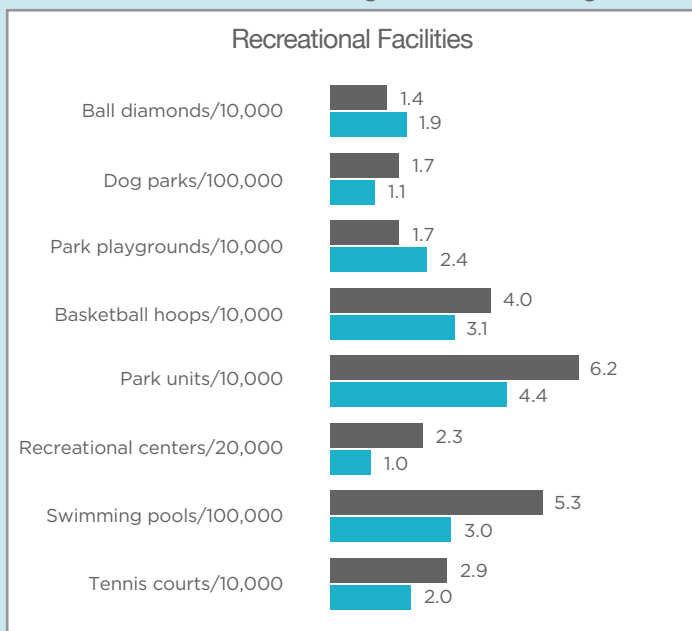 Recreational Facilities
Ball diamonds/10,000
1.4
1.9
Dog parks/100,000
1.7
1.1
Park playgrounds/10,000
1.7
2.4
Basketball hoops/10,000
4.0
3.1
Park units/10,000
6.2
4.4
Recreational centers/20,000
2.3
1.0
Swimming pools/100,000
5.3
3.0
Tennis courts/10,000
2.9
2.0